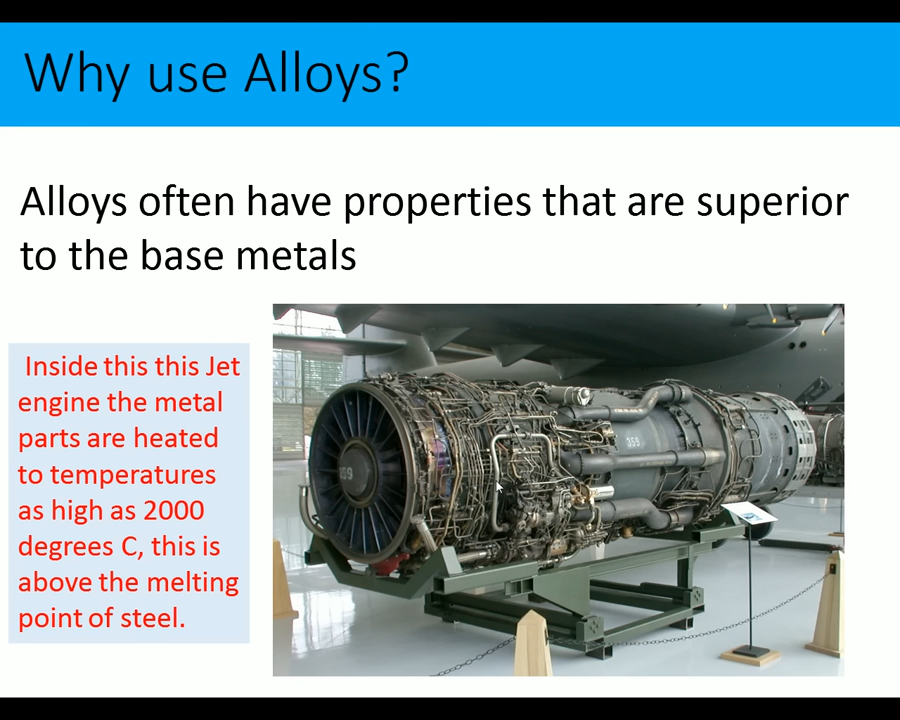 Why use Alloys?
Alloys often have properties that are superior
to the base metals
Inside this this Jet
engine the metal
parts are heated
to temperatures
as high as 2000
degrees C, this is
above the melting
point of steel.
359
359